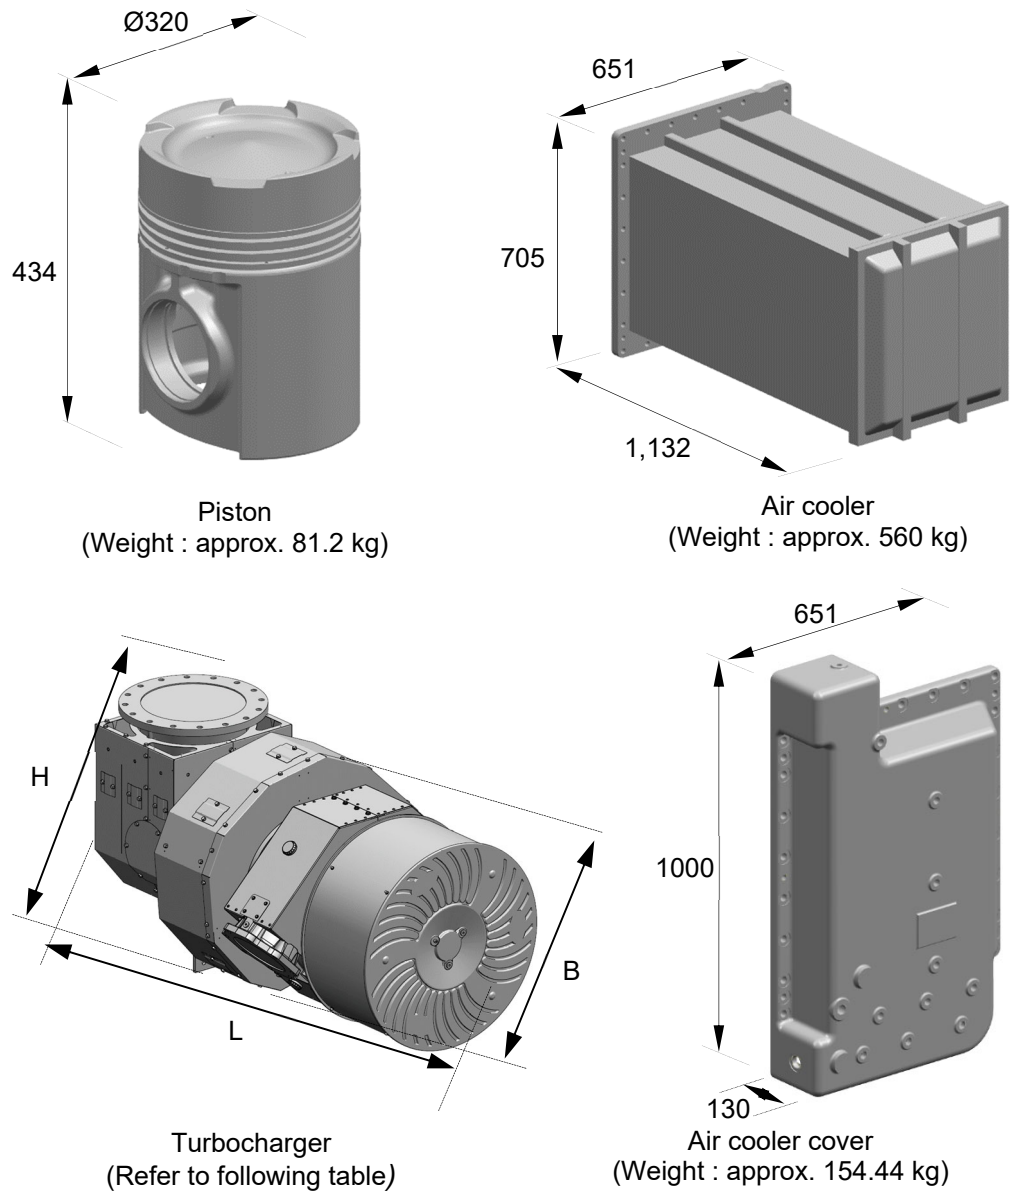 Ø320
434
Piston
(Weight : approx. 81.2 kg)
651
705
1,132
Air cooler
(Weight : approx. 560 kg)
H
L
B
Turbocharger
(Refer to following table)
651
1000
130
Air cooler cover
(Weight : approx. 154.44 kg)